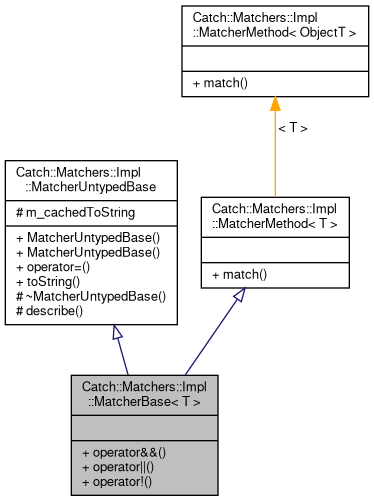 Catch::Matchers::Impl
::MatcherMethod< ObjectT >
+ match()
< T >
Catch::Matchers::Impl
::MatcherUntypedBase
# m_cachedToString
+ MatcherUntypedBase()
+ MatcherUntypedBase()
+ operator=()
+ toString()
# ~MatcherUntypedBase()
# describe()
Catch::Matchers::Impl
::MatcherMethod< T >
+ match()
Catch::Matchers::Impl
::MatcherBase< T >
+ operator&&()
+ operator||()
+ operator!()